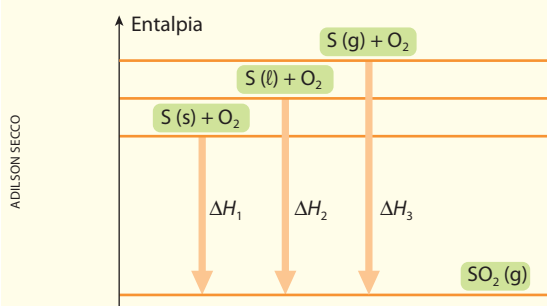 Entalpia
S (g) + O₂
S (ℓ) + O₂
S (s) + O₂
ΔH₁
ΔH₂
ΔH₃
SO₂ (g)
ADILSON SECCO